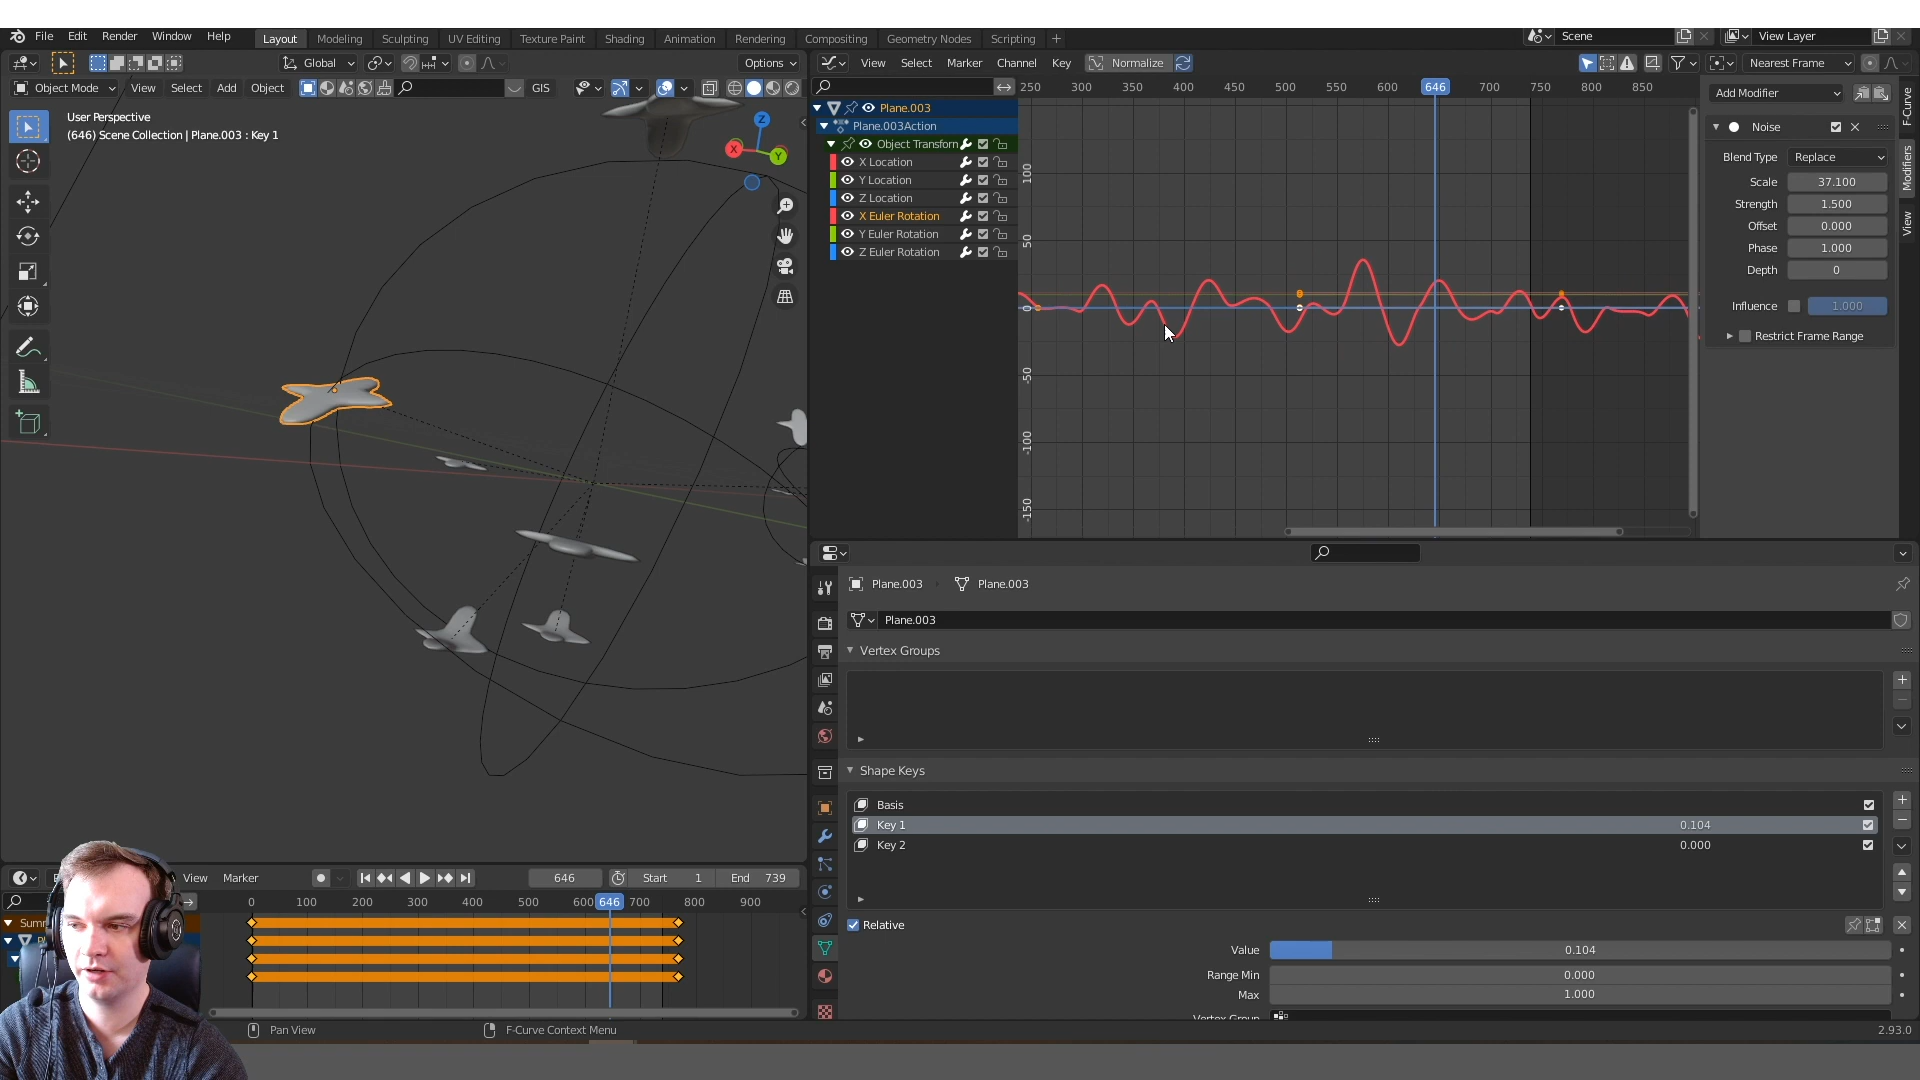 File Edit Render Window Help Layout Modeling Sculpting UV Editing Texture Paint Shading Animation Rendering Compositing Geometry Nodes Scripting + Scene View Layer
Global Options View Select Marker Channel Key Normalize Nearest Frame
Object Mode View Select Add Object GIS
250 300 350 400 450 500 550 600 646 700 750 800 850
User Perspective
(646) Scene Collection | Plane.003 : Key 1
Z
X
Y
Plane.003
Plane.003Action
Object Transform
X Location
Y Location
Z Location
X Euler Rotation
Y Euler Rotation
Z Euler Rotation
100
50
0
-50
-100
-150
Add Modifier
Noise
Blend Type Replace
Scale 37.100
Strength 1.500
Offset 0.000
Phase 1.000
Depth 0
Influence 1.000
Restrict Frame Range
F-Curve
Modifiers
View
Plane.003 Plane.003
Plane.003
Vertex Groups
Shape Keys
Basis
Key 1 0.104
Key 2 0.000
Relative
Value 0.104
Range Min 0.000
Max 1.000
Vertex Group
View Marker 646 Start 1 End 739
0 100 200 300 400 500 600 646 700 800 900
Summ
Pan View F-Curve Context Menu 2.93.0